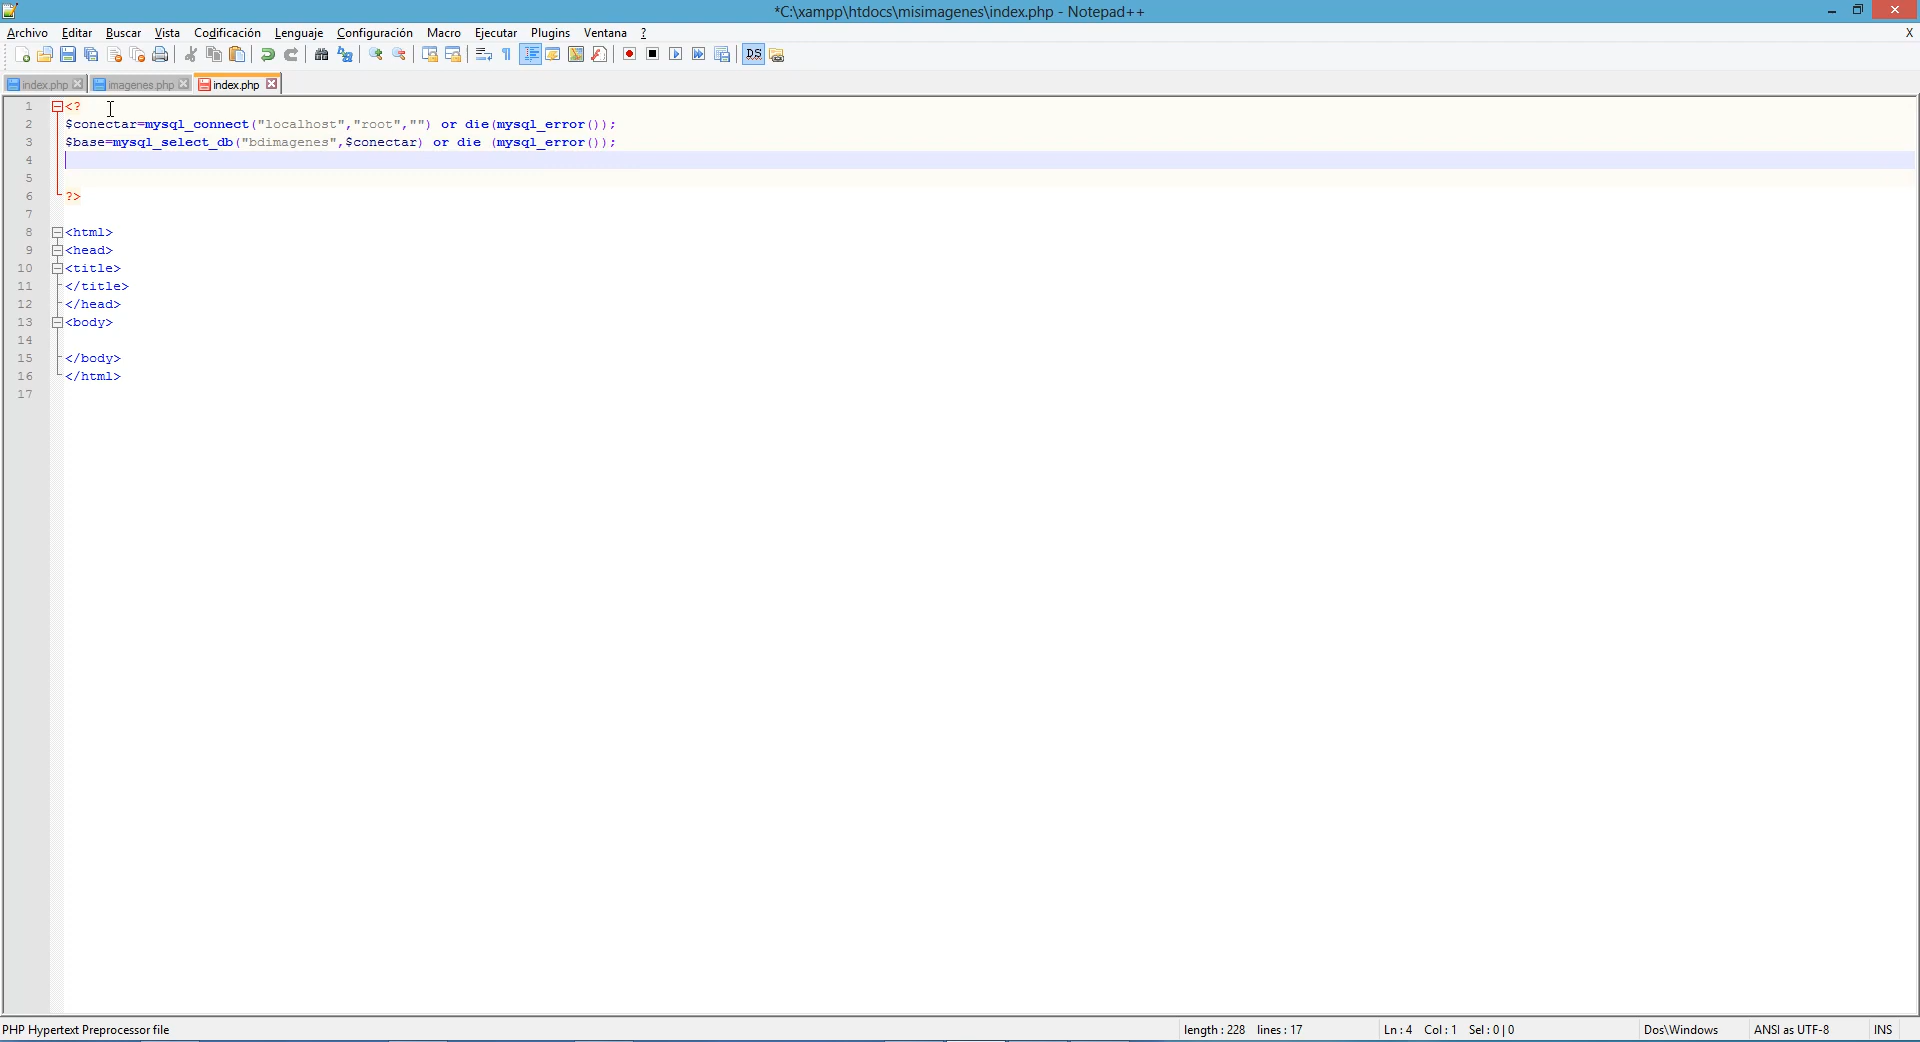 *C:\xampp\htdocs\misimagenes\index.php - Notepad++
Archivo Editar Buscar Vista Codificación Lenguaje Configuración Macro Ejecutar Plugins Ventana ? X
index.php imagenes.php index.php
1 <?
2 $conectar=mysql_connect("localhost","root","") or die(mysql_error());
3 $base=mysql_select_db("bdimagenes",$conectar) or die (mysql_error());
4
5
6 ?>
7
8 <html>
9 <head>
10 <title>
11 </title>
12 </head>
13 <body>
14
15 </body>
16 </html>
17
PHP Hypertext Preprocessor file length : 228 lines : 17 Ln : 4 Col : 1 Sel : 0 | 0 Dos\Windows ANSI as UTF-8 INS